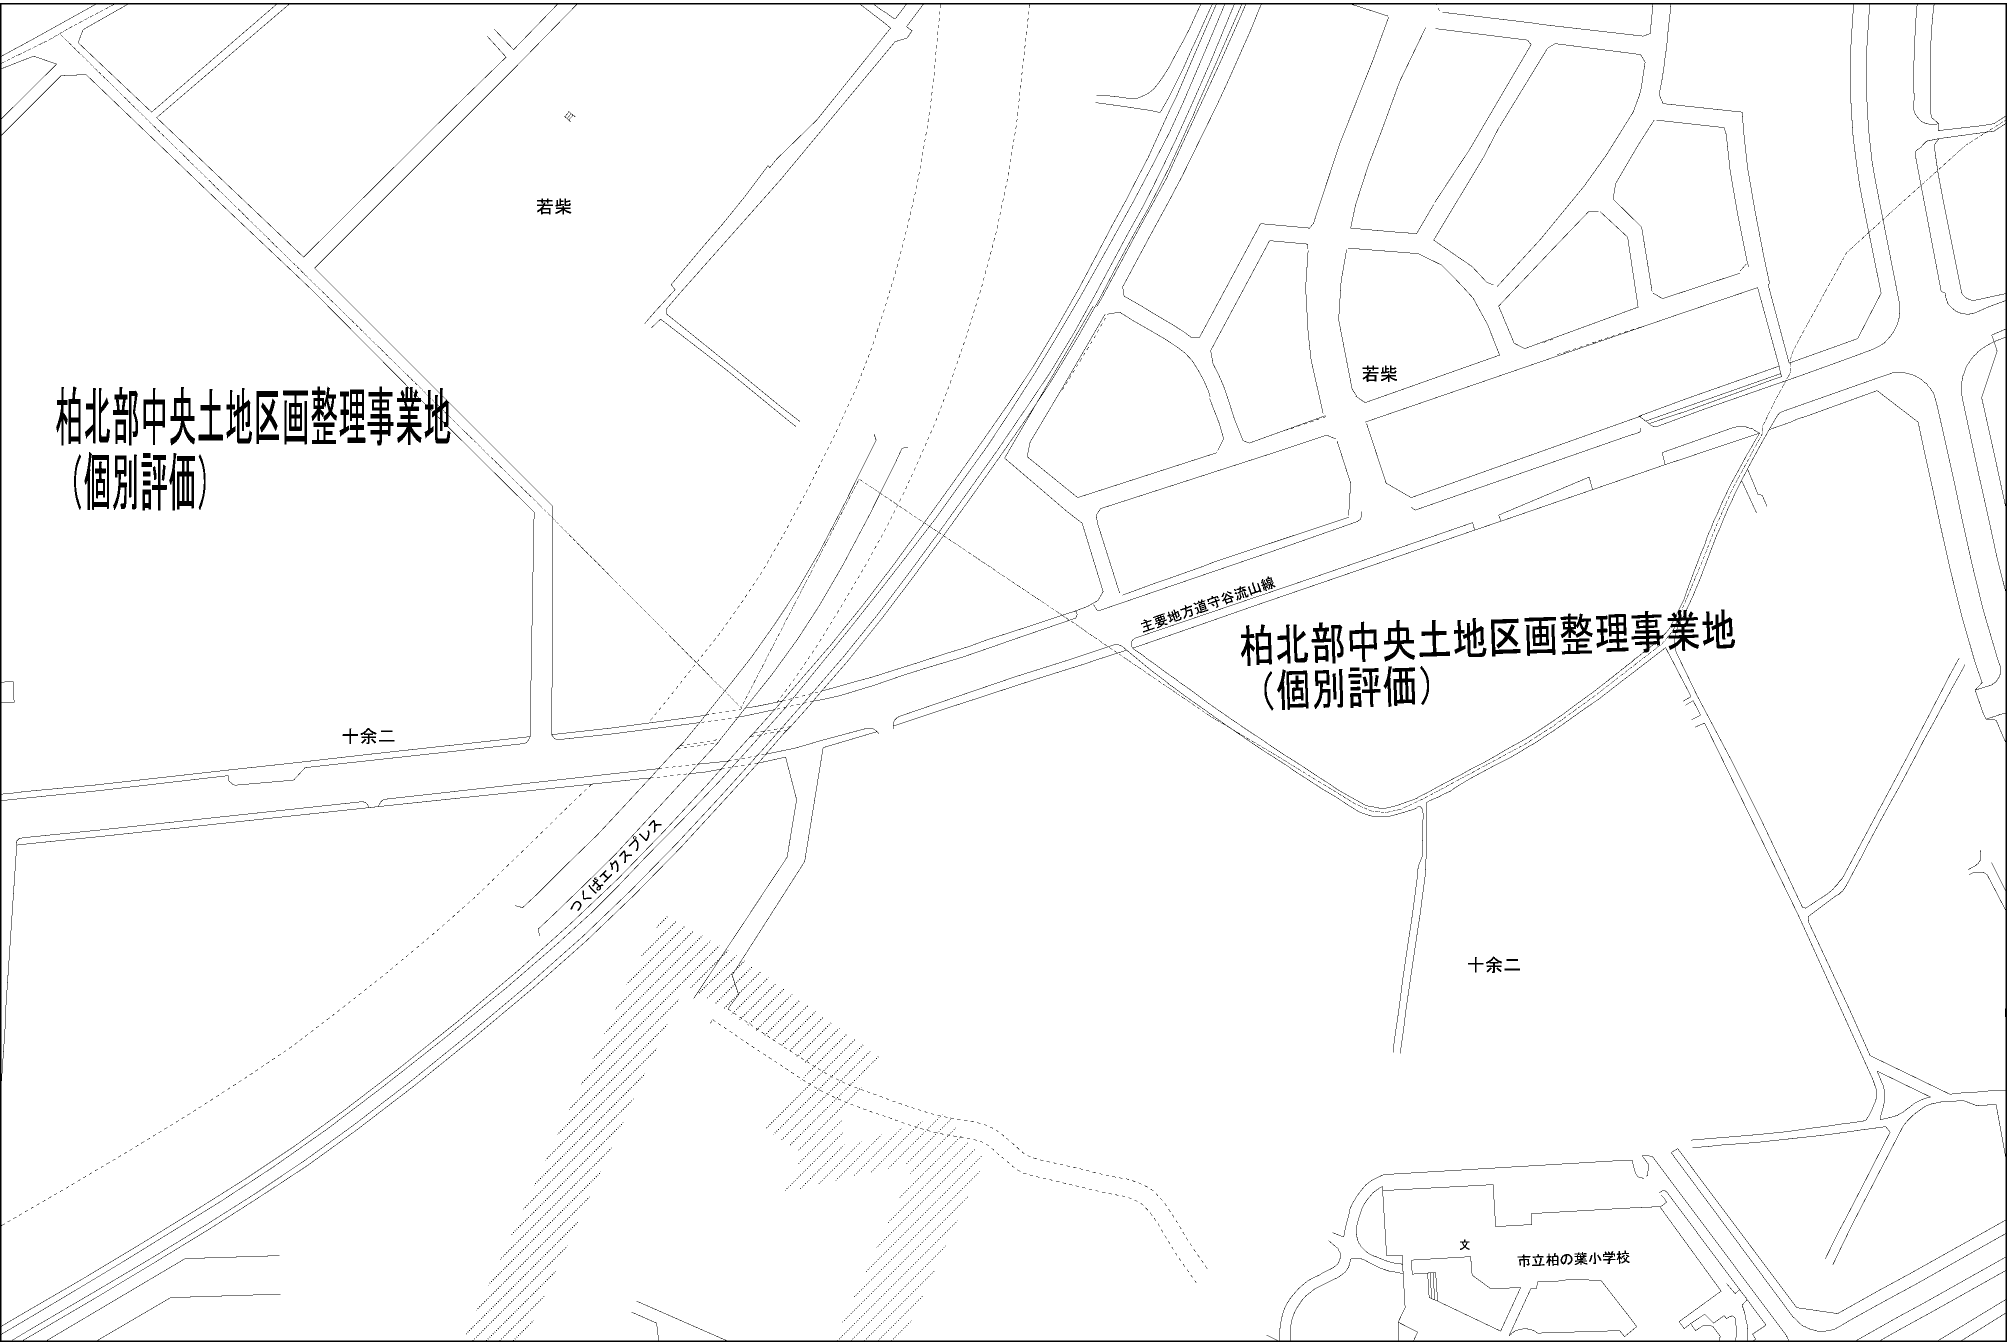 若柴
若柴
柏北部中央土地区画整理事業地
（個別評価）
主要地方道守谷流山線
柏北部中央土地区画整理事業地
（個別評価）
十余二
つくばエクスプレス
十余二
文
市立柏の葉小学校